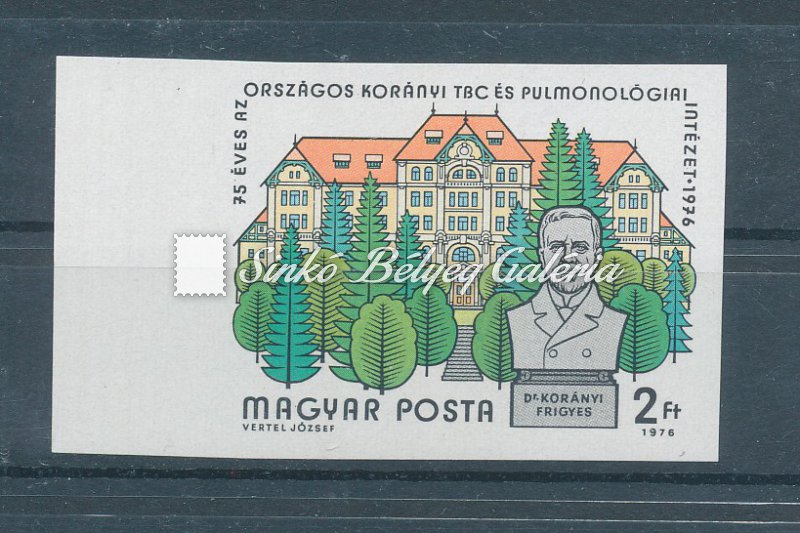 75 ÉVES AZ ORSZÁGOS KORÁNYI TBC ÉS PULMONOLÓGIAI INTÉZET · 1976
Sinkó Bélyeg Galéria
Dr. KORÁNYI
FRIGYES
MAGYAR POSTA
2 Ft
VERTEL JÓZSEF
1976